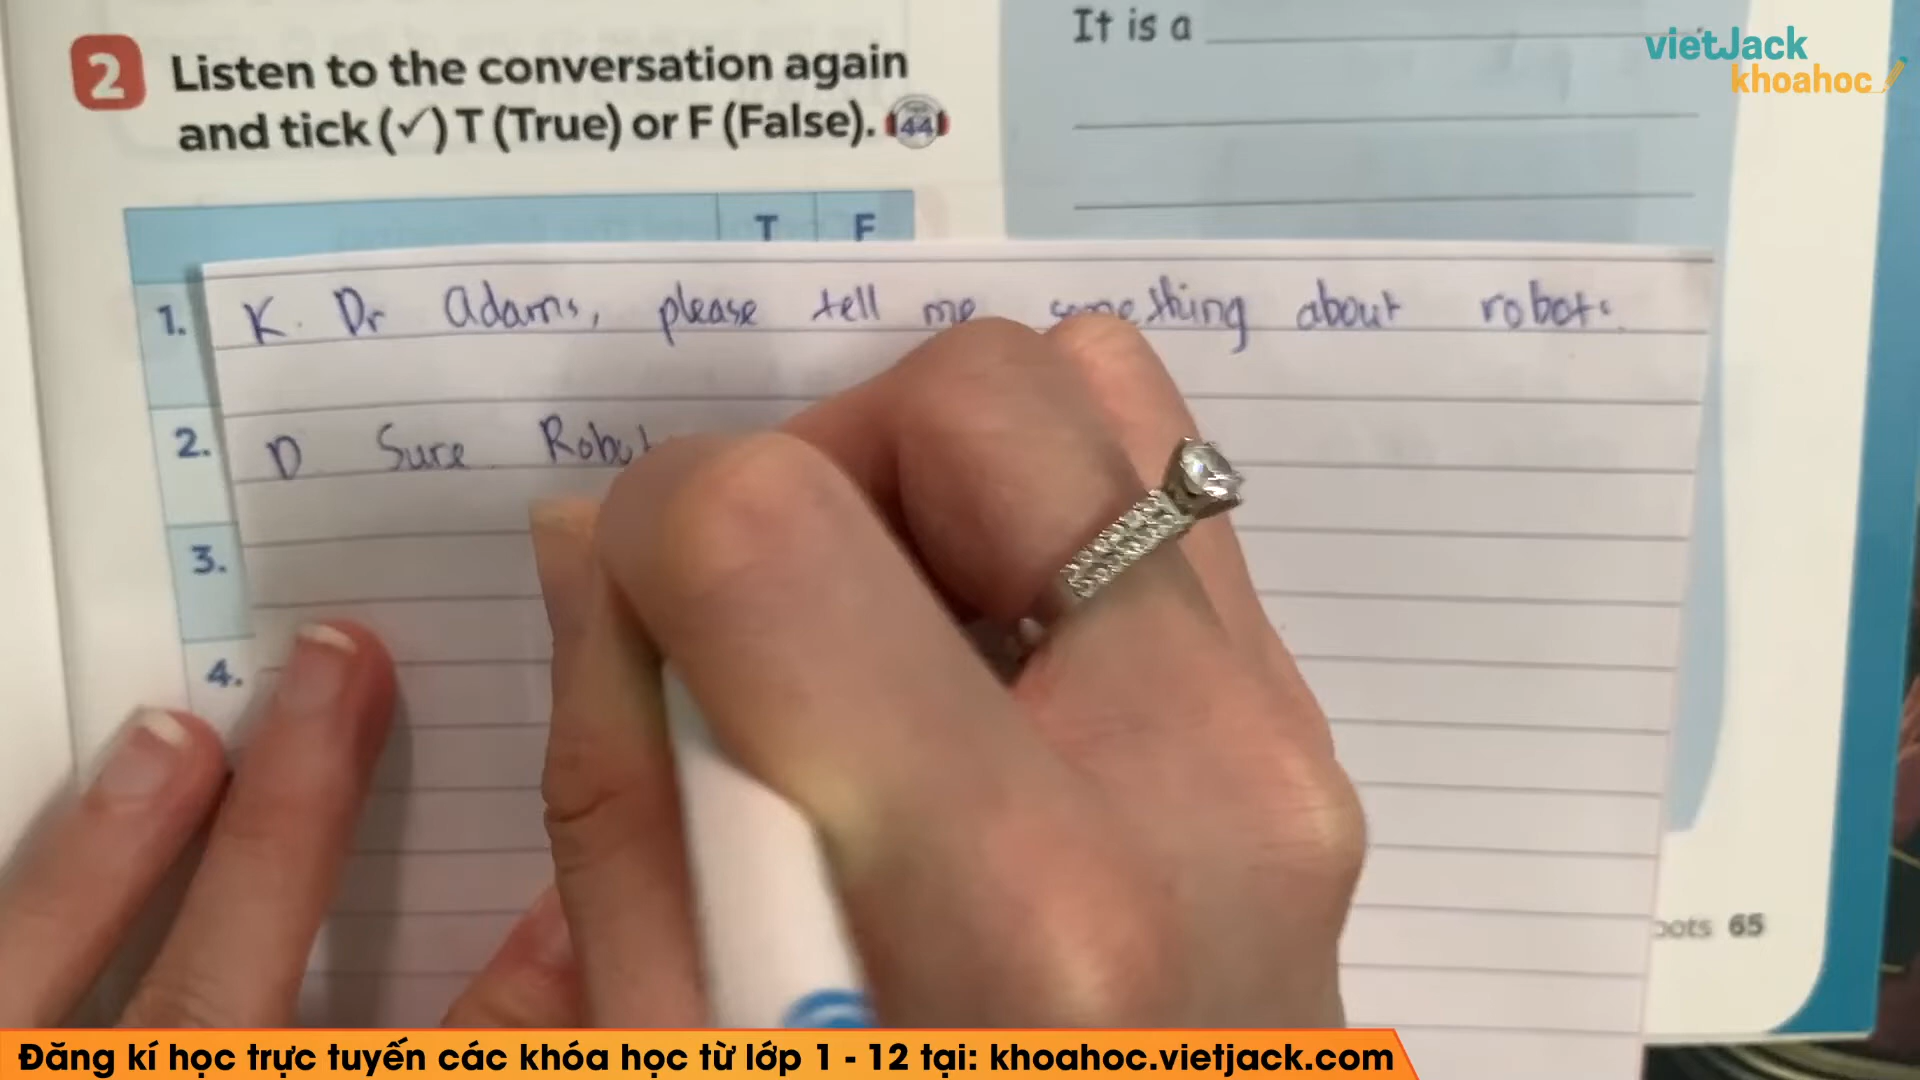 2 Listen to the conversation again
and tick (✓) T (True) or F (False). 44
T F
1.
2.
3.
4.
K. Dr Adams, please tell me something about robots.
D Sure. Robot
It is a
65
vietJack
khoahoc
Đăng kí học trực tuyến các khóa học từ lớp 1 - 12 tại: khoahoc.vietjack.com